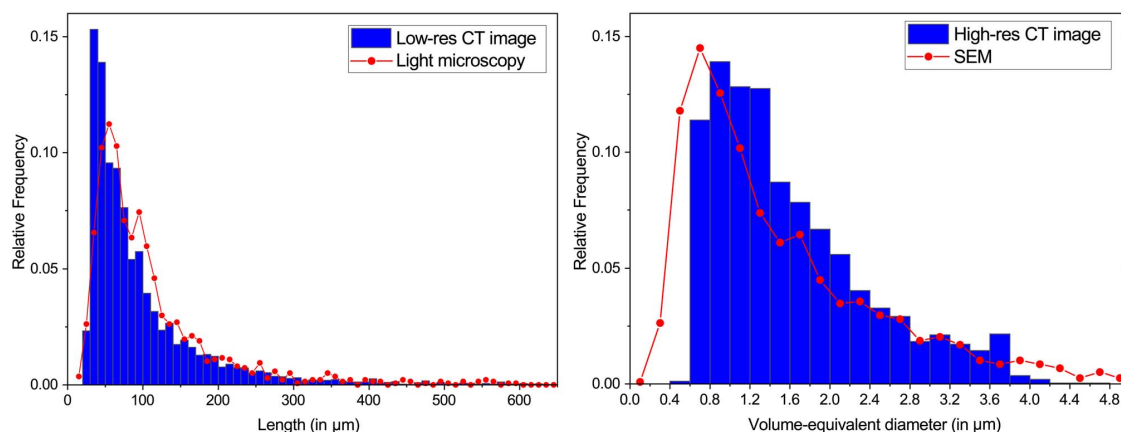 Relative Frequency
0.15
0.10
0.05
0.00
Low-res CT image
Light microscopy
0 100 200 300 400 500 600
Length (in µm)
Relative Frequency
0.15
0.10
0.05
0.00
High-res CT image
SEM
0.0 0.4 0.8 1.2 1.6 2.0 2.4 2.8 3.2 3.6 4.0 4.4 4.8
Volume-equivalent diameter (in µm)